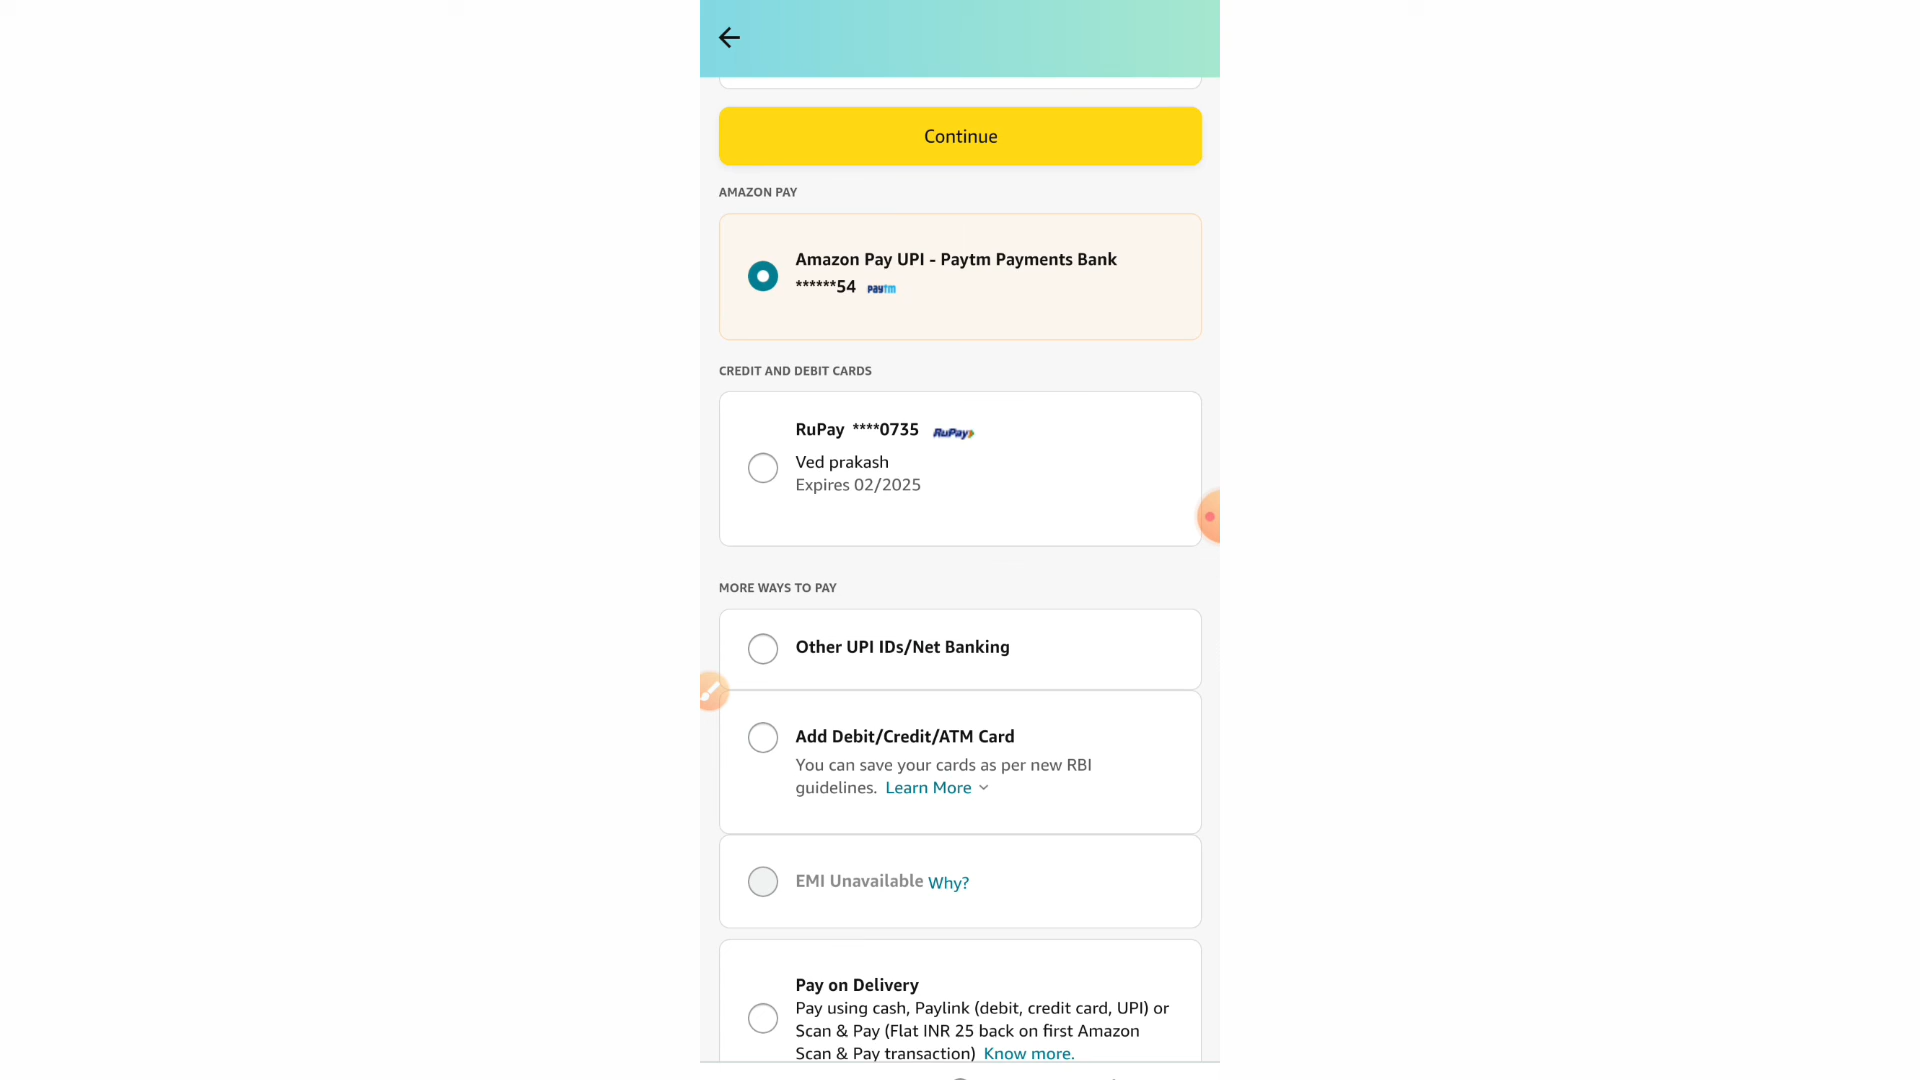 Continue
AMAZON PAY
Amazon Pay UPI - Paytm Payments Bank
******54 paytm
CREDIT AND DEBIT CARDS
RuPay ****0735 RuPay
Ved prakash
Expires 02/2025
MORE WAYS TO PAY
Other UPI IDs/Net Banking
Add Debit/Credit/ATM Card
You can save your cards as per new RBI
guidelines. Learn More
EMI Unavailable Why?
Pay on Delivery
Pay using cash, Paylink (debit, credit card, UPI) or
Scan & Pay (Flat INR 25 back on first Amazon
Scan & Pay transaction) Know more.